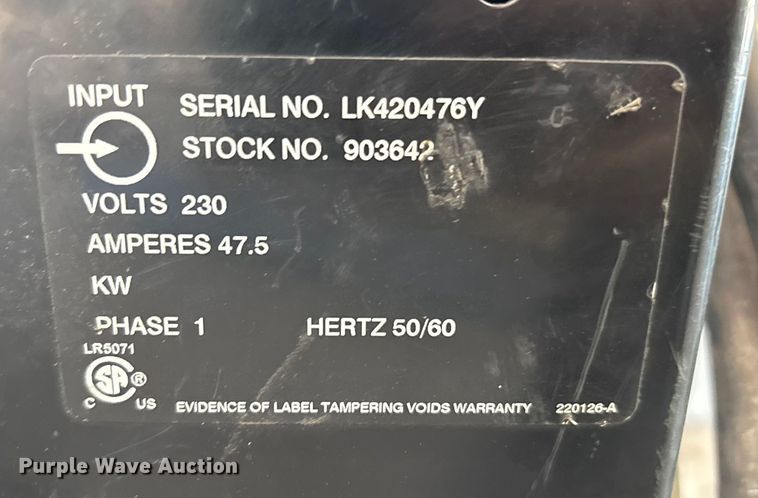 INPUT
SERIAL NO. LK420476Y
STOCK NO. 903642
VOLTS 230
AMPERES 47.5
KW
PHASE 1 HERTZ 50/60
LR5071
SA ®
C US
EVIDENCE OF LABEL TAMPERING VOIDS WARRANTY 220126-A
Purple Wave Auction